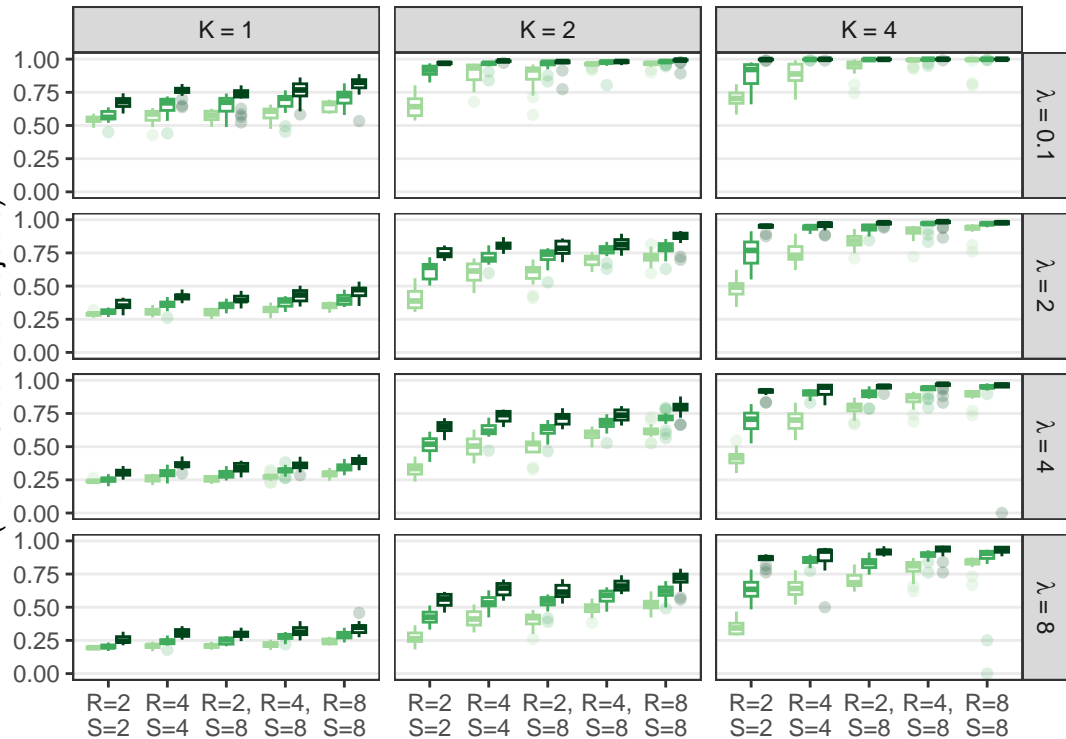 K = 1
K = 2
K = 4
1.00
0.75
0.50
0.25
0.00
λ = 0.1
1.00
0.75
0.50
0.25
0.00
λ = 2
1.00
0.75
0.50
0.25
0.00
λ = 4
1.00
0.75
0.50
0.25
0.00
λ = 8
R=2 R=4 R=2, R=4, R=8
S=2 S=4 S=8 S=8 S=8
R=2 R=4 R=2, R=4, R=8
S=2 S=4 S=8 S=8 S=8
R=2 R=4 R=2, R=4, R=8
S=2 S=4 S=8 S=8 S=8